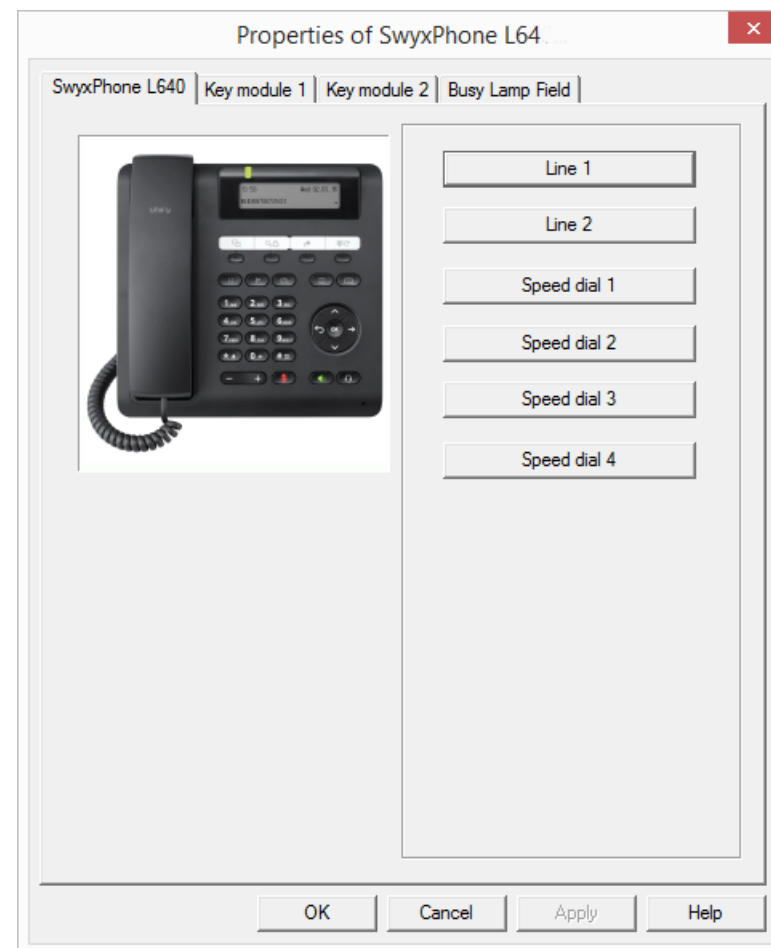 Properties of SwyxPhone L64
SwyxPhone L640 Key module 1 Key module 2 Busy Lamp Field
Line 1
Line 2
Speed dial 1
Speed dial 2
Speed dial 3
Speed dial 4
OK Cancel Apply Help